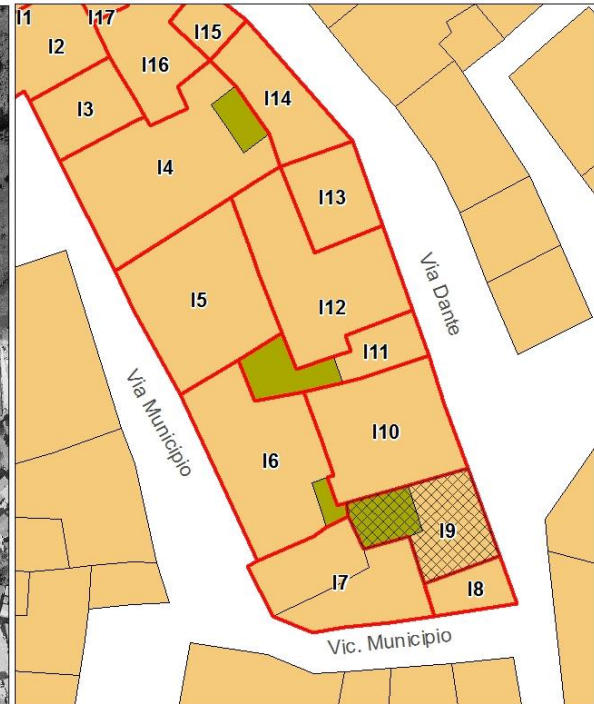 I1
I17
I15
I2
I16
I14
I3
I4
I13
I5
I12
Via Dante
I11
Via Municipio
I10
I6
I9
I7
I8
Vic. Municipio